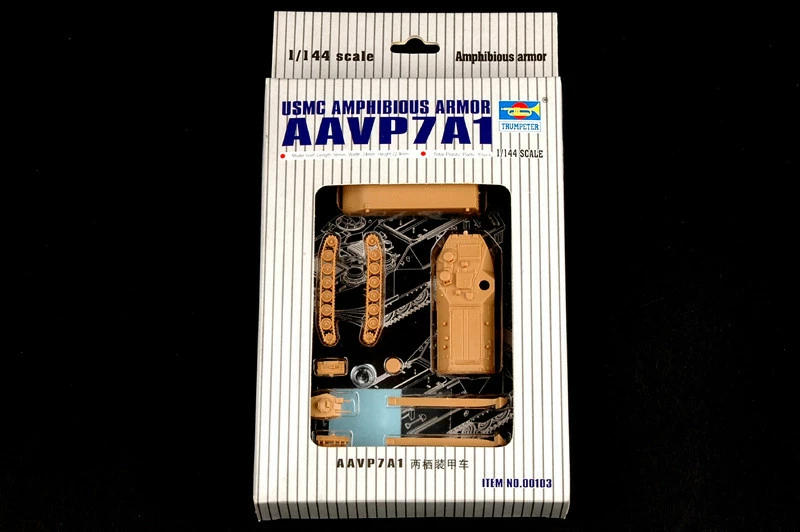 1/144 scale
Amphibious armor
USMC AMPHIBIOUS ARMOR
AAVP7A1
TRUMPETER
®
1/144 SCALE
AAVP7A1 两栖装甲车
ITEM NO.00103